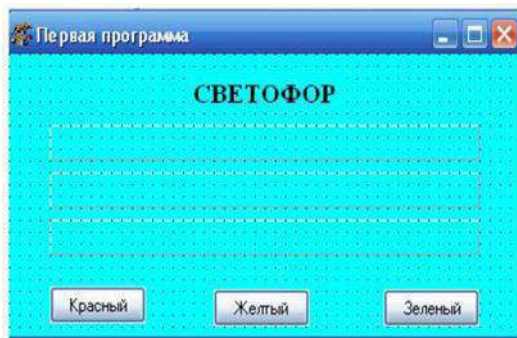 Первая программа
СВЕТОФОР
Красный Желтый Зеленый